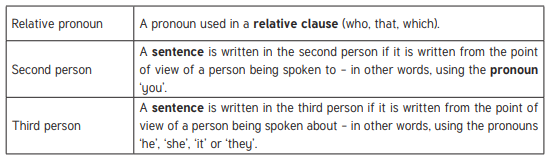 Relative pronoun
A pronoun used in a relative clause (who, that, which).
Second person
A sentence is written in the second person if it is written from the point
of view of a person being spoken to – in other words, using the pronoun
‘you’.
Third person
A sentence is written in the third person if it is written from the point of
view of a person being spoken about – in other words, using the pronouns
‘he’, ‘she’, ‘it’ or ‘they’.